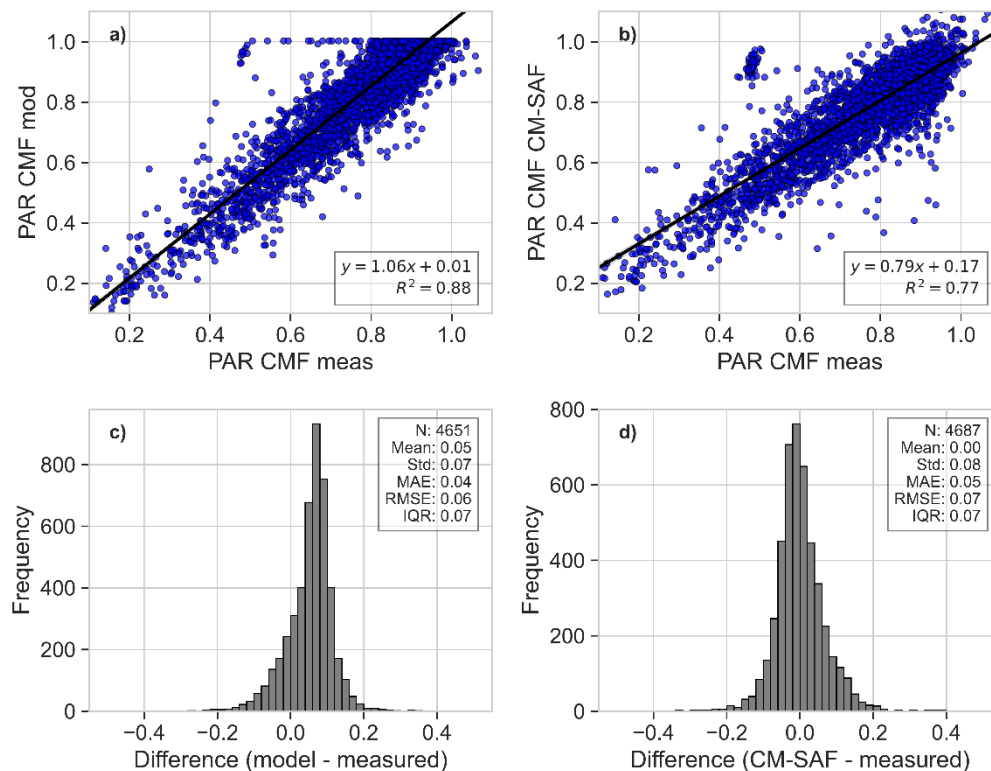 a)
1.0
0.8
0.6
0.4
0.2
PAR CMF mod
y = 1.06x + 0.01
R² = 0.88
0.2 0.4 0.6 0.8 1.0
PAR CMF meas
b)
1.0
0.8
0.6
0.4
0.2
PAR CMF CM-SAF
y = 0.79x + 0.17
R² = 0.77
0.2 0.4 0.6 0.8 1.0
PAR CMF meas
c)
N: 4651
Mean: 0.05
Std: 0.07
MAE: 0.04
RMSE: 0.06
IQR: 0.07
800
600
400
200
0
Frequency
−0.4 −0.2 0.0 0.2 0.4
Difference (model - measured)
d)
N: 4687
Mean: 0.00
Std: 0.08
MAE: 0.05
RMSE: 0.07
IQR: 0.07
800
600
400
200
0
Frequency
−0.4 −0.2 0.0 0.2 0.4
Difference (CM-SAF - measured)